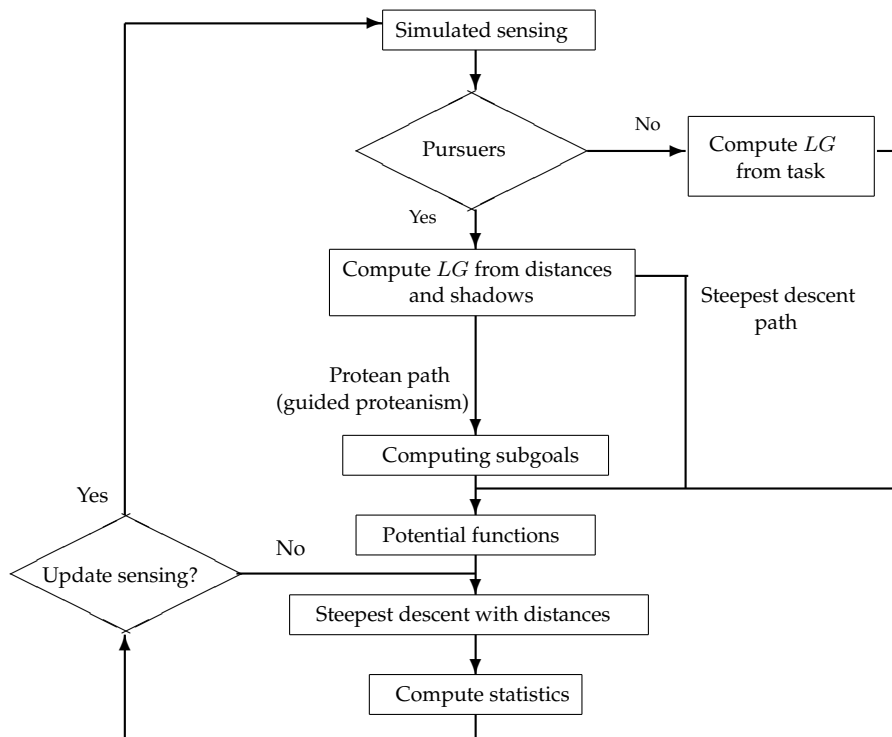 Simulated sensing
Pursuers
No
Compute LG
from task
Yes
Compute LG from distances
and shadows
Steepest descent
path
Protean path
(guided proteanism)
Computing subgoals
Yes
Potential functions
No
Update sensing?
Steepest descent with distances
Compute statistics